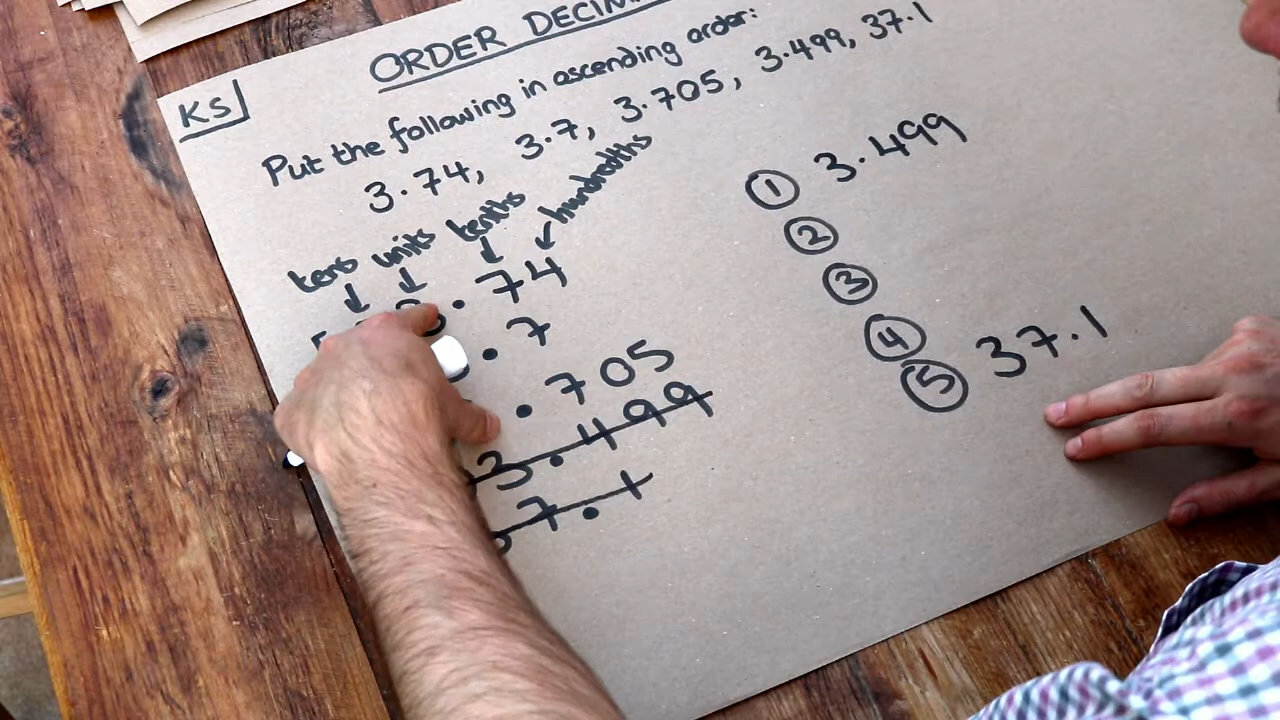 KS
ORDER DECIM
Put the following in ascending order:
3.74, 3.7, 3.705, 3.499, 37.1
tens units tenths hundredths
3.74
.7
.705
3.499
7.1
① 3.499
②
③
④
⑤ 37.1